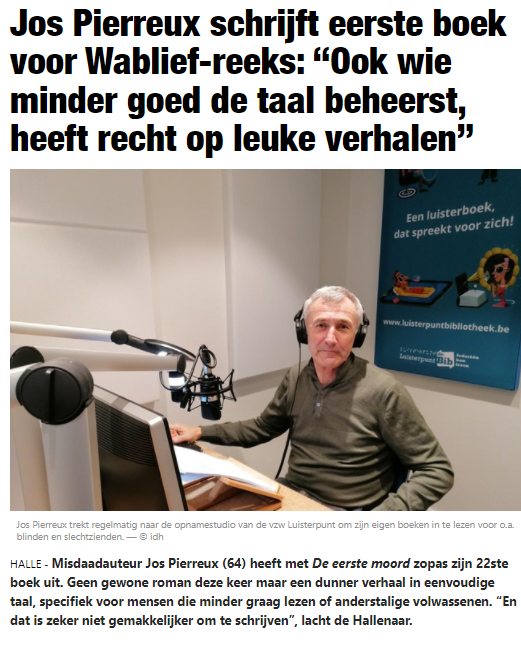 Jos Pierreux schrijft eerste boek
voor Wablief-reeks: “Ook wie
minder goed de taal beheerst,
heeft recht op leuke verhalen”
Een luisterboek,
dat spreekt voor zich!
www.luisterpuntbibliotheek.be
Luisterpunt Bib
Jos Pierreux trekt regelmatig naar de opnamestudio van de vzw Luisterpunt om zijn eigen boeken in te lezen voor o.a.
blinden en slechtzienden. — © idh
HALLE - Misdaadauteur Jos Pierreux (64) heeft met De eerste moord zopas zijn 22ste
boek uit. Geen gewone roman deze keer maar een dunner verhaal in eenvoudige
taal, specifiek voor mensen die minder graag lezen of anderstalige volwassenen. “En
dat is zeker niet gemakkelijker om te schrijven”, lacht de Hallenaar.